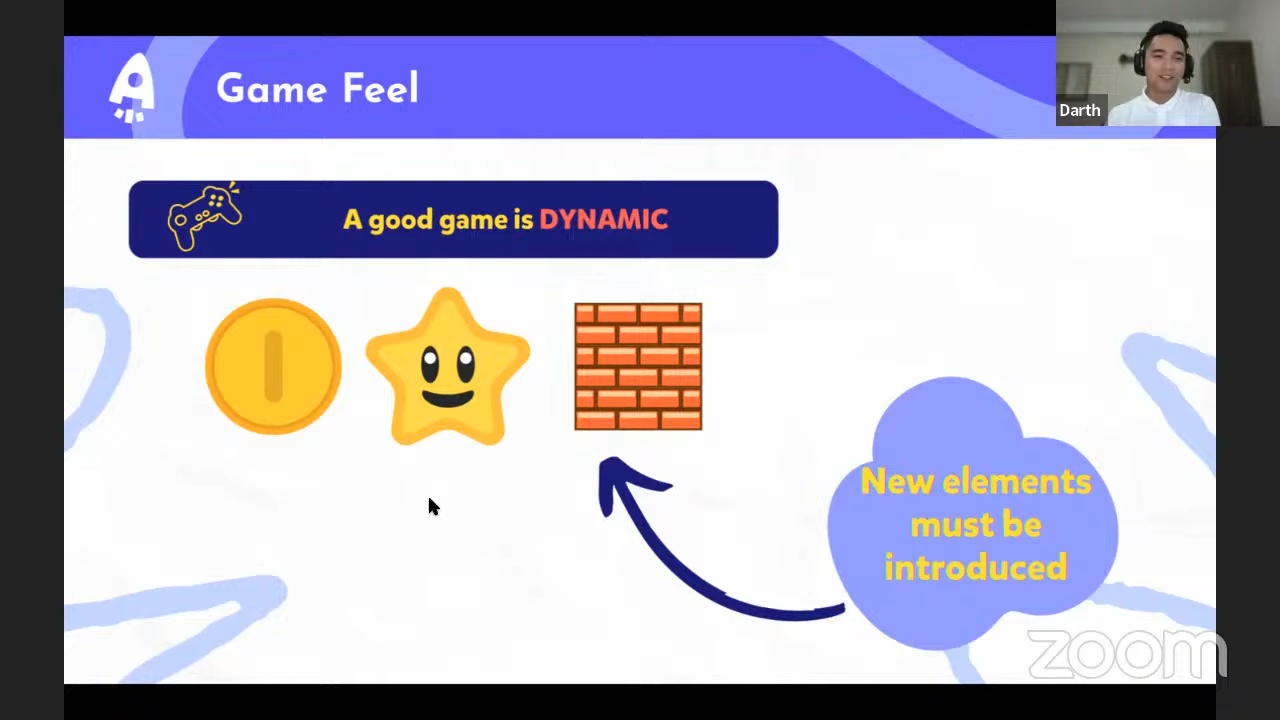 Game Feel
Darth
A good game is DYNAMIC
New elements
must be
introduced
zoom